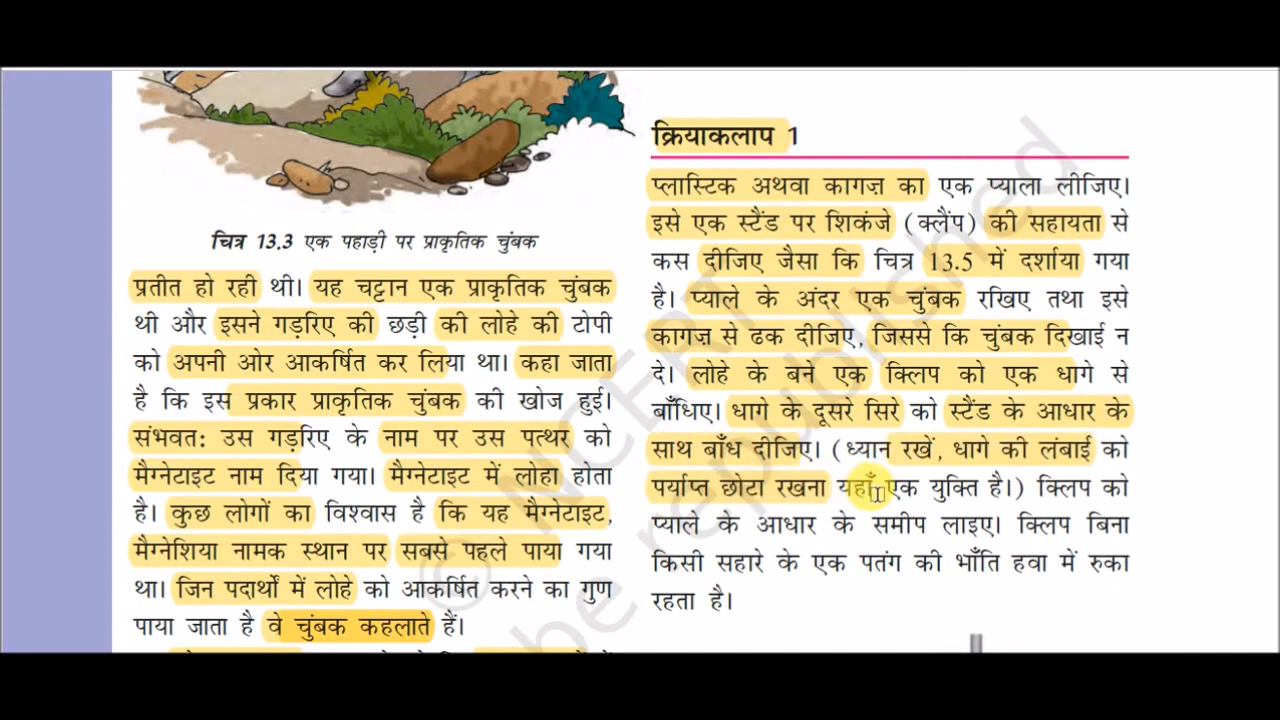 चित्र 13.3 एक पहाड़ी पर प्राकृतिक चुंबक
प्रतीत हो रही थी। यह चट्टान एक प्राकृतिक चुंबक
थी और इसने गड़रिए की छड़ी की लोहे की टोपी
को अपनी ओर आकर्षित कर लिया था। कहा जाता
है कि इस प्रकार प्राकृतिक चुंबक की खोज हुई।
संभवत: उस गड़रिए के नाम पर उस पत्थर को
मैग्नेटाइट नाम दिया गया। मैग्नेटाइट में लोहा होता
है। कुछ लोगों का विश्वास है कि यह मैग्नेटाइट,
मैग्नेशिया नामक स्थान पर सबसे पहले पाया गया
था। जिन पदार्थों में लोहे को आकर्षित करने का गुण
पाया जाता है वे चुंबक कहलाते हैं।
क्रियाकलाप 1
प्लास्टिक अथवा कागज़ का एक प्याला लीजिए।
इसे एक स्टैंड पर शिकंजे (क्लैंप) की सहायता से
कस दीजिए जैसा कि चित्र 13.5 में दर्शाया गया
है। प्याले के अंदर एक चुंबक रखिए तथा इसे
कागज़ से ढक दीजिए, जिससे कि चुंबक दिखाई न
दे। लोहे के बने एक क्लिप को एक धागे से
बाँधिए। धागे के दूसरे सिरे को स्टैंड के आधार के
साथ बाँध दीजिए। (ध्यान रखें, धागे की लंबाई को
पर्याप्त छोटा रखना यहाँ एक युक्ति है।) क्लिप को
प्याले के आधार के समीप लाइए। क्लिप बिना
किसी सहारे के एक पतंग की भाँति हवा में रुका
रहता है।
© NCERT
be republished